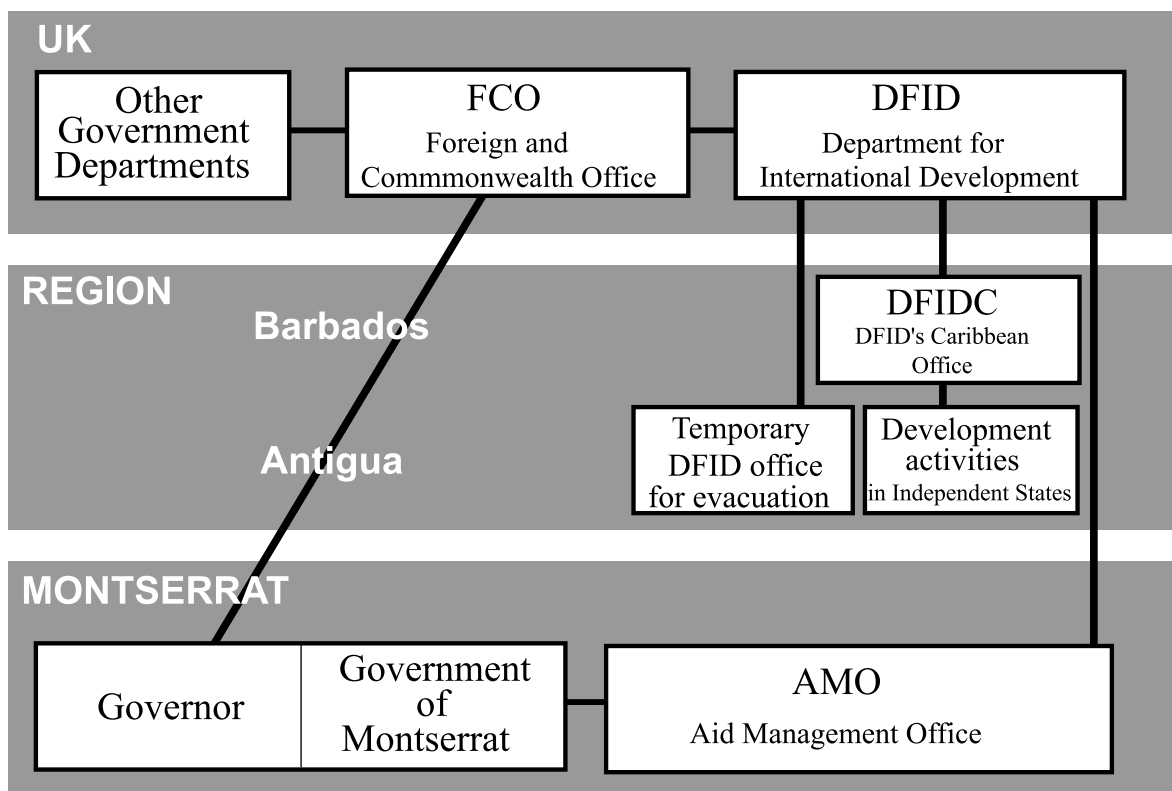 UK
Other
Government
Departments
FCO
Foreign and
Commmonwealth Office
DFID
Department for
International Development
REGION
Barbados
Antigua
DFIDC
DFID's Caribbean
Office
Temporary
DFID office
for evacuation
Development
activities
in Independent States
MONTSERRAT
Governor
Government
of
Montserrat
AMO
Aid Management Office